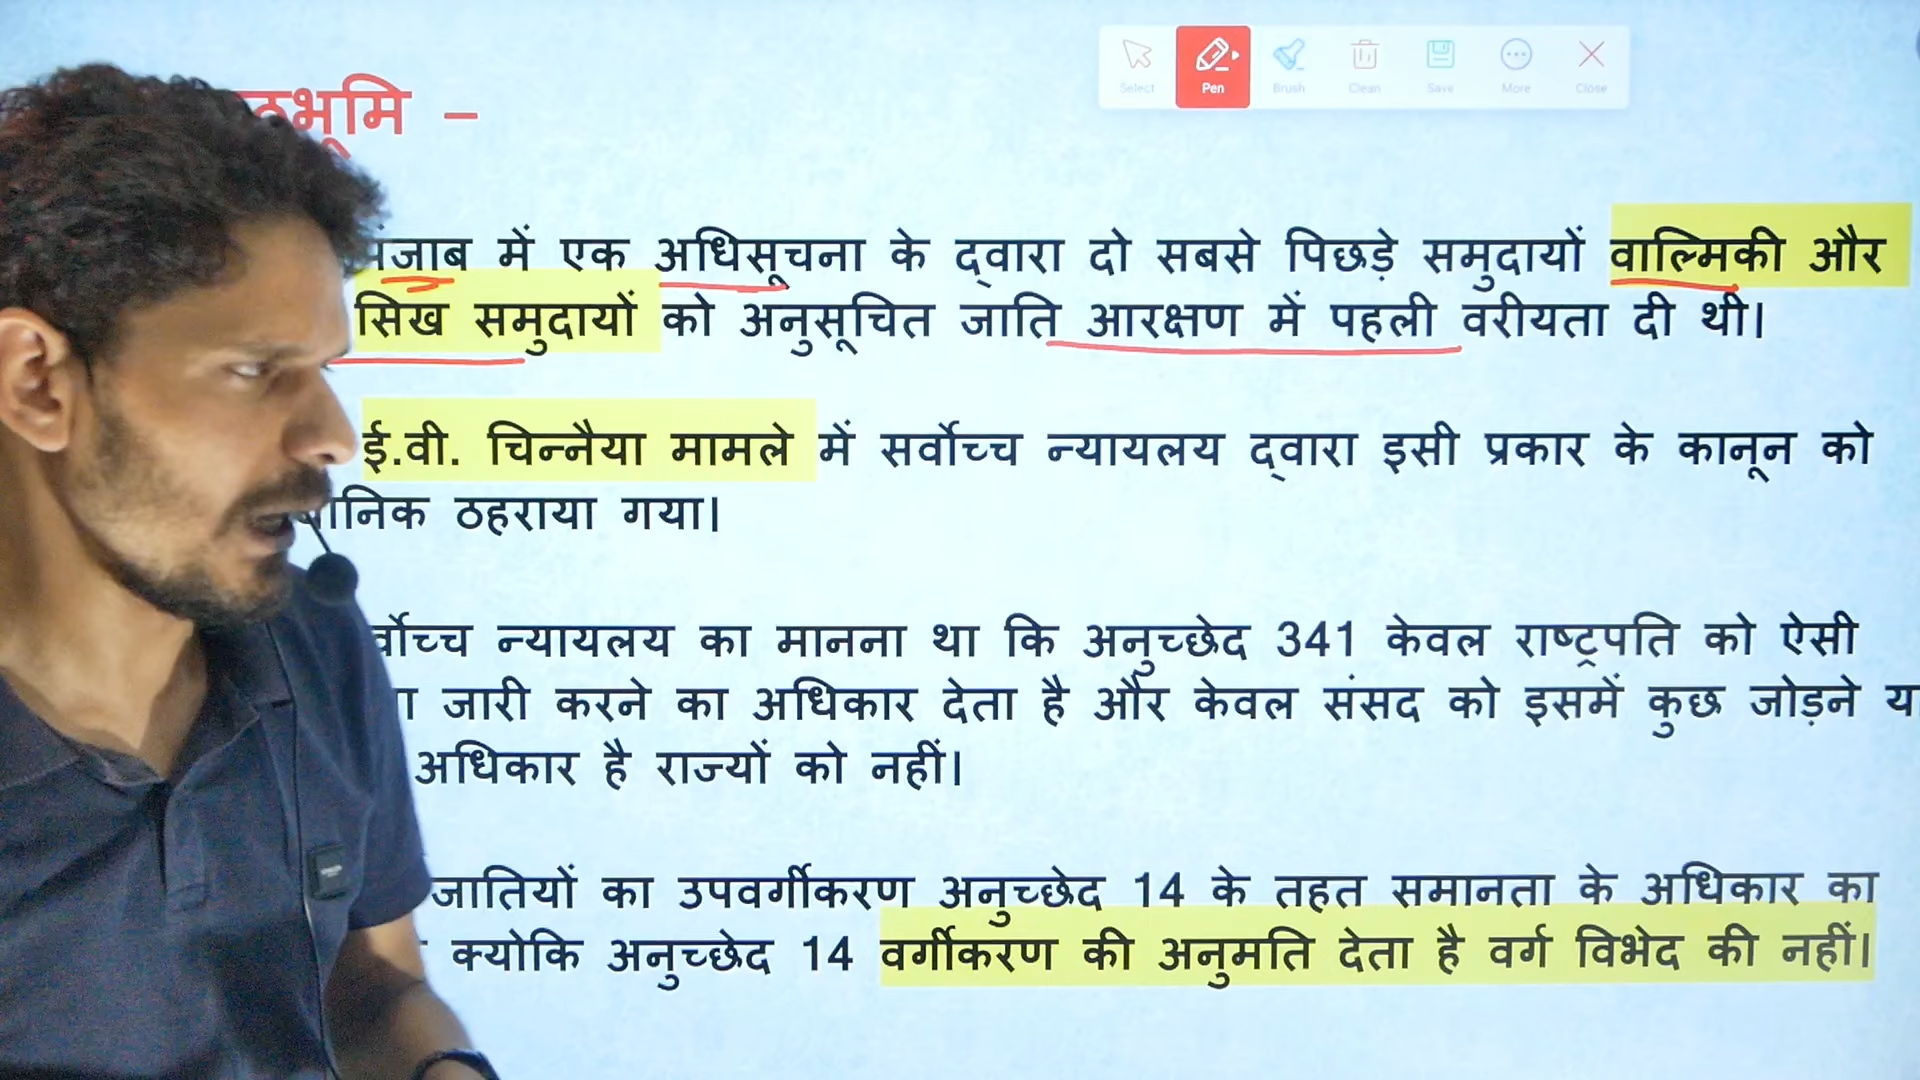 Select Pen Brush Clean Save More Close
भूमि –
में एक अधिसूचना के द्वारा दो सबसे पिछड़े समुदायों वाल्मिकी और
सिख समुदायों को अनुसूचित जाति आरक्षण में पहली वरीयता दी थी।
ई.वी. चिन्नैया मामले में सर्वोच्च न्यायलय द्वारा इसी प्रकार के कानून को
ठहराया गया।
न्यायलय का मानना था कि अनुच्छेद 341 केवल राष्ट्रपति को ऐसी
जारी करने का अधिकार देता है और केवल संसद को इसमें कुछ जोड़ने या
अधिकार है राज्यों को नहीं।
जातियों का उपवर्गीकरण अनुच्छेद 14 के तहत समानता के अधिकार का
क्योकि अनुच्छेद 14 वर्गीकरण की अनुमति देता है वर्ग विभेद की नहीं।